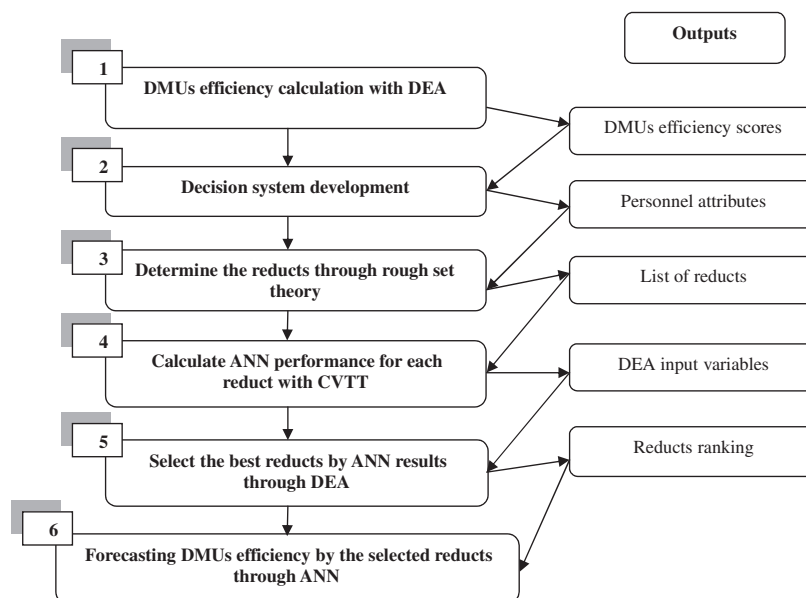 Outputs
1
DMUs efficiency calculation with DEA
DMUs efficiency scores
2
Decision system development
Personnel attributes
3
Determine the reducts through rough set
theory
List of reducts
4
Calculate ANN performance for each
reduct with CVTT
DEA input variables
5
Select the best reducts by ANN results
through DEA
Reducts ranking
6
Forecasting DMUs efficiency by the selected reducts
through ANN